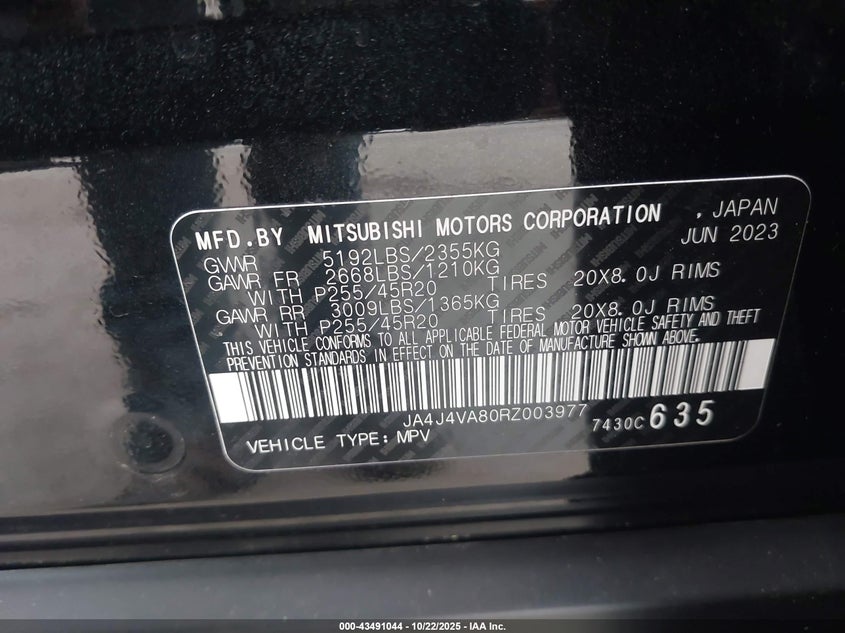 MFD.BY MITSUBISHI MOTORS CORPORATION , JAPAN
JUN 2023
GVWR 5192LBS/2355KG
GAWR FR 2668LBS/1210KG
WITH P255/45R20 TIRES 20X8.0J RIMS
GAWR RR 3009LBS/1365KG
WITH P255/45R20 TIRES 20X8.0J RIMS
THIS VEHICLE CONFORMS TO ALL APPLICABLE FEDERAL MOTOR VEHICLE SAFETY AND THEFT
PREVENTION STANDARDS IN EFFECT ON THE DATE OF MANUFACTURE SHOWN ABOVE.
JA4J4VA80RZ003977
VEHICLE TYPE: MPV 7430C 635
000-43491044 - 10/22/2025 - IAA Inc.